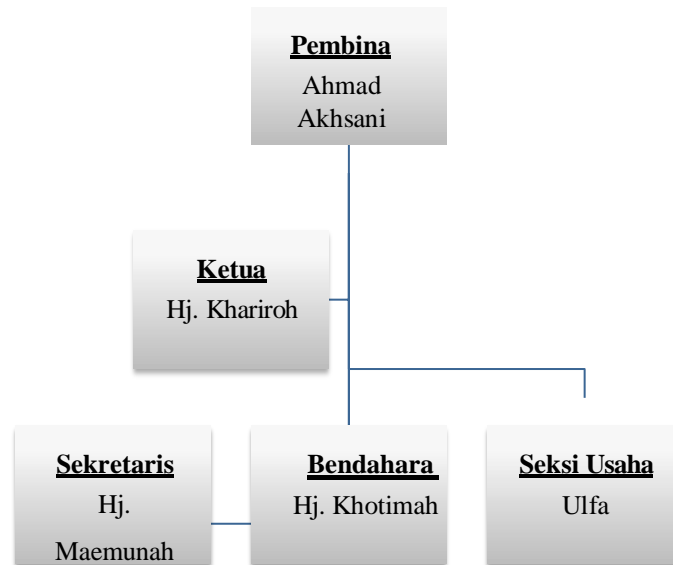 Pembina
Ahmad
Akhsani
Ketua
Hj. Khariroh
Sekretaris
Hj.
Maemunah
Bendahara
Hj. Khotimah
Seksi Usaha
Ulfa